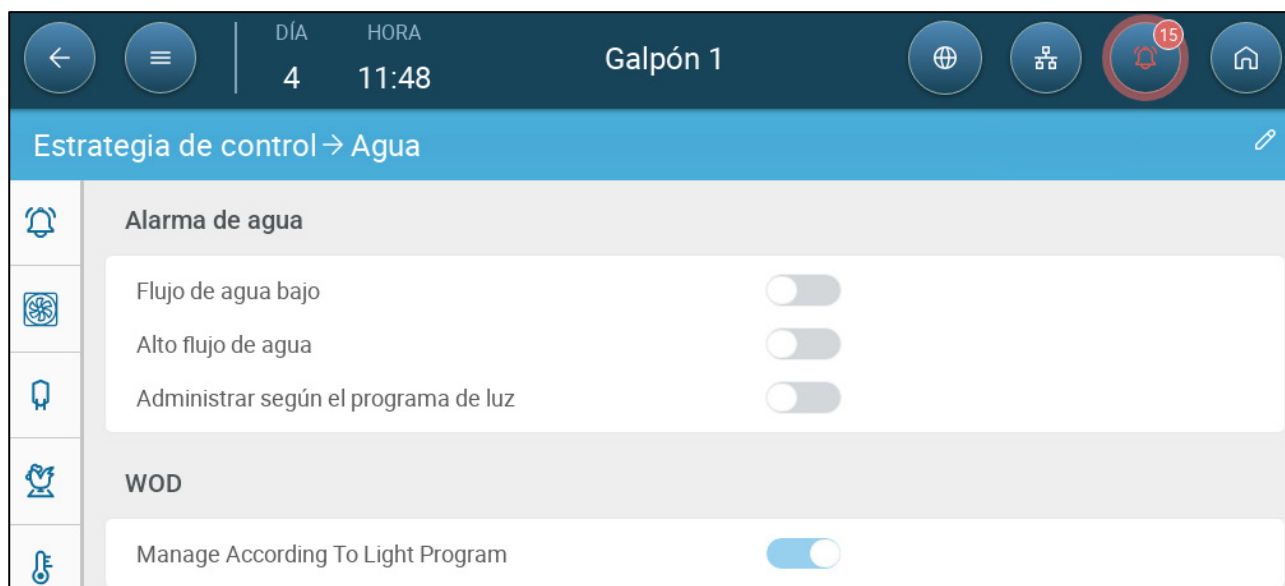 DÍA HORA
4 11:48
Galpón 1
15
Estrategia de control → Agua
Alarma de agua
Flujo de agua bajo
Alto flujo de agua
Administrar según el programa de luz
WOD
Manage According To Light Program